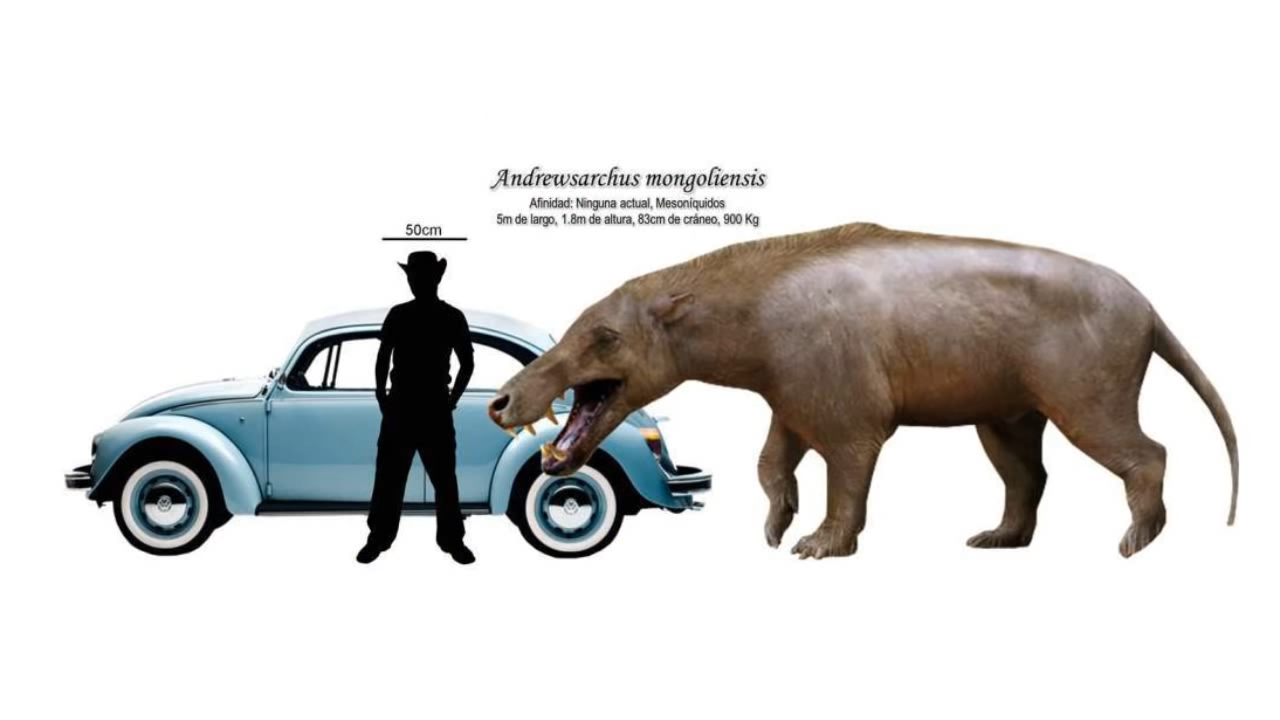 Andrewsarchus mongoliensis
Afinidad: Ninguna actual, Mesoníquidos
5m de largo, 1.8m de altura, 83cm de cráneo, 900 Kg
50cm